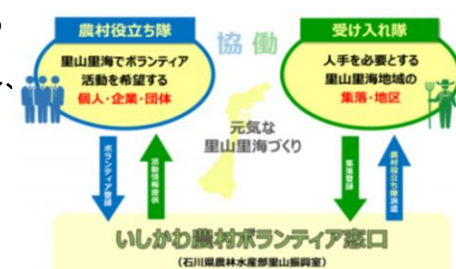 農村役立ち隊
里山里海でボランティア
活動を希望する
個人・企業・団体
協働
受け入れ隊
人手を必要とする
里山里海地域の
集落・地区
元気な
里山里海づくり
ボランティア登録
活動情報提供
集落登録
農村役立ち隊派遣
いしかわ農村ボランティア窓口
(石川県農林水産部里山振興室)